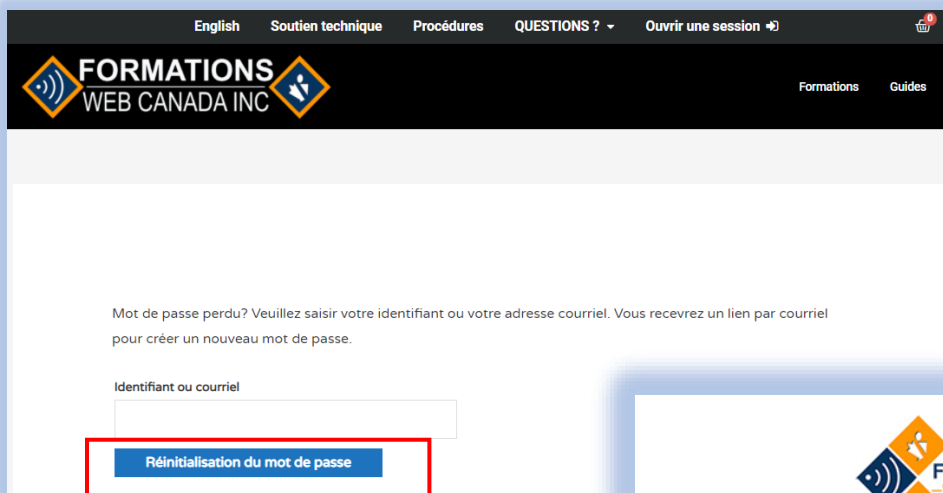 English Soutien technique Procédures QUESTIONS ? Ouvrir une session 0
FORMATIONS
WEB CANADA INC
Formations Guides
Mot de passe perdu? Veuillez saisir votre identifiant ou votre adresse courriel. Vous recevrez un lien par courriel
pour créer un nouveau mot de passe.
Identifiant ou courriel
Réinitialisation du mot de passe
F